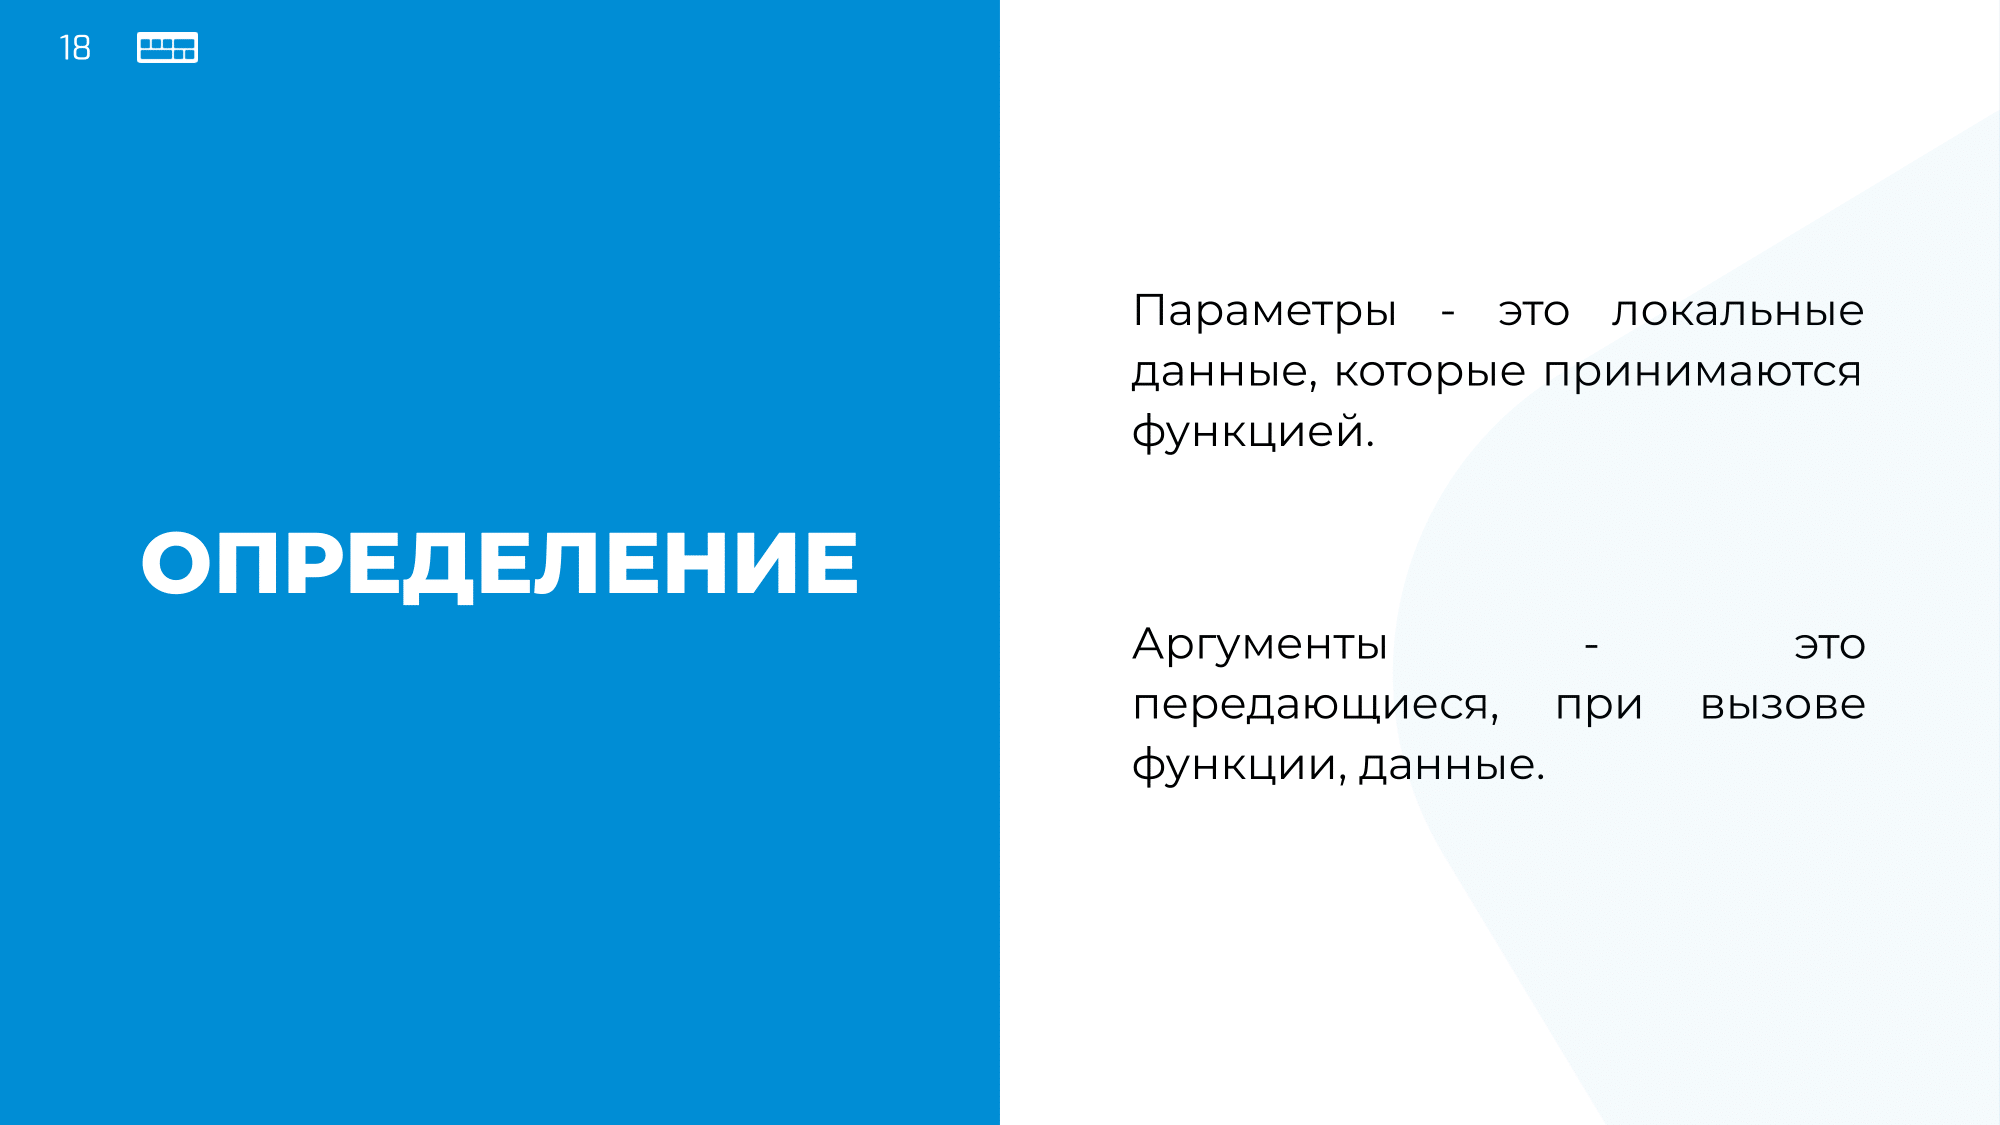 18
ОПРЕДЕЛЕНИЕ
Параметры - это локальные
данные, которые принимаются
функцией.
Аргументы - это
передающиеся, при вызове
функции, данные.